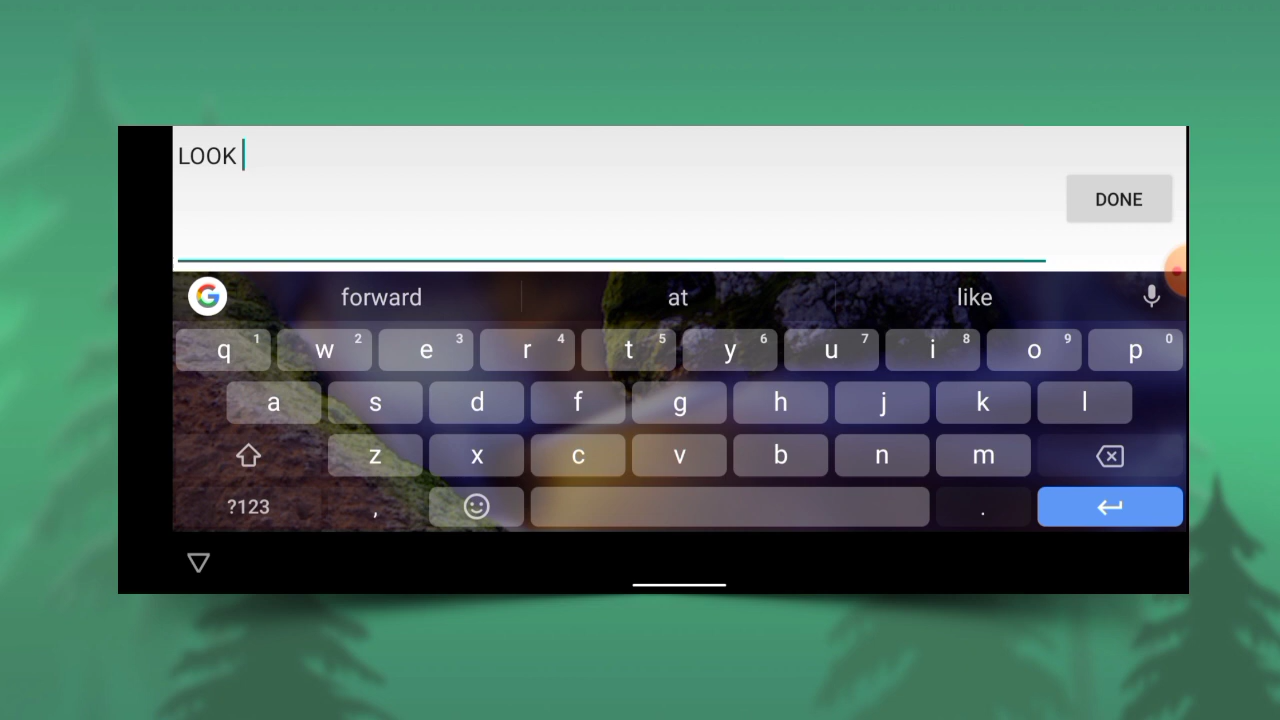 LOOK
DONE
forward at like
q 1 w 2 e 3 r 4 t 5 y 6 u 7 i 8 o 9 p 0
a s d f g h j k l
z x c v b n m
?123 , .